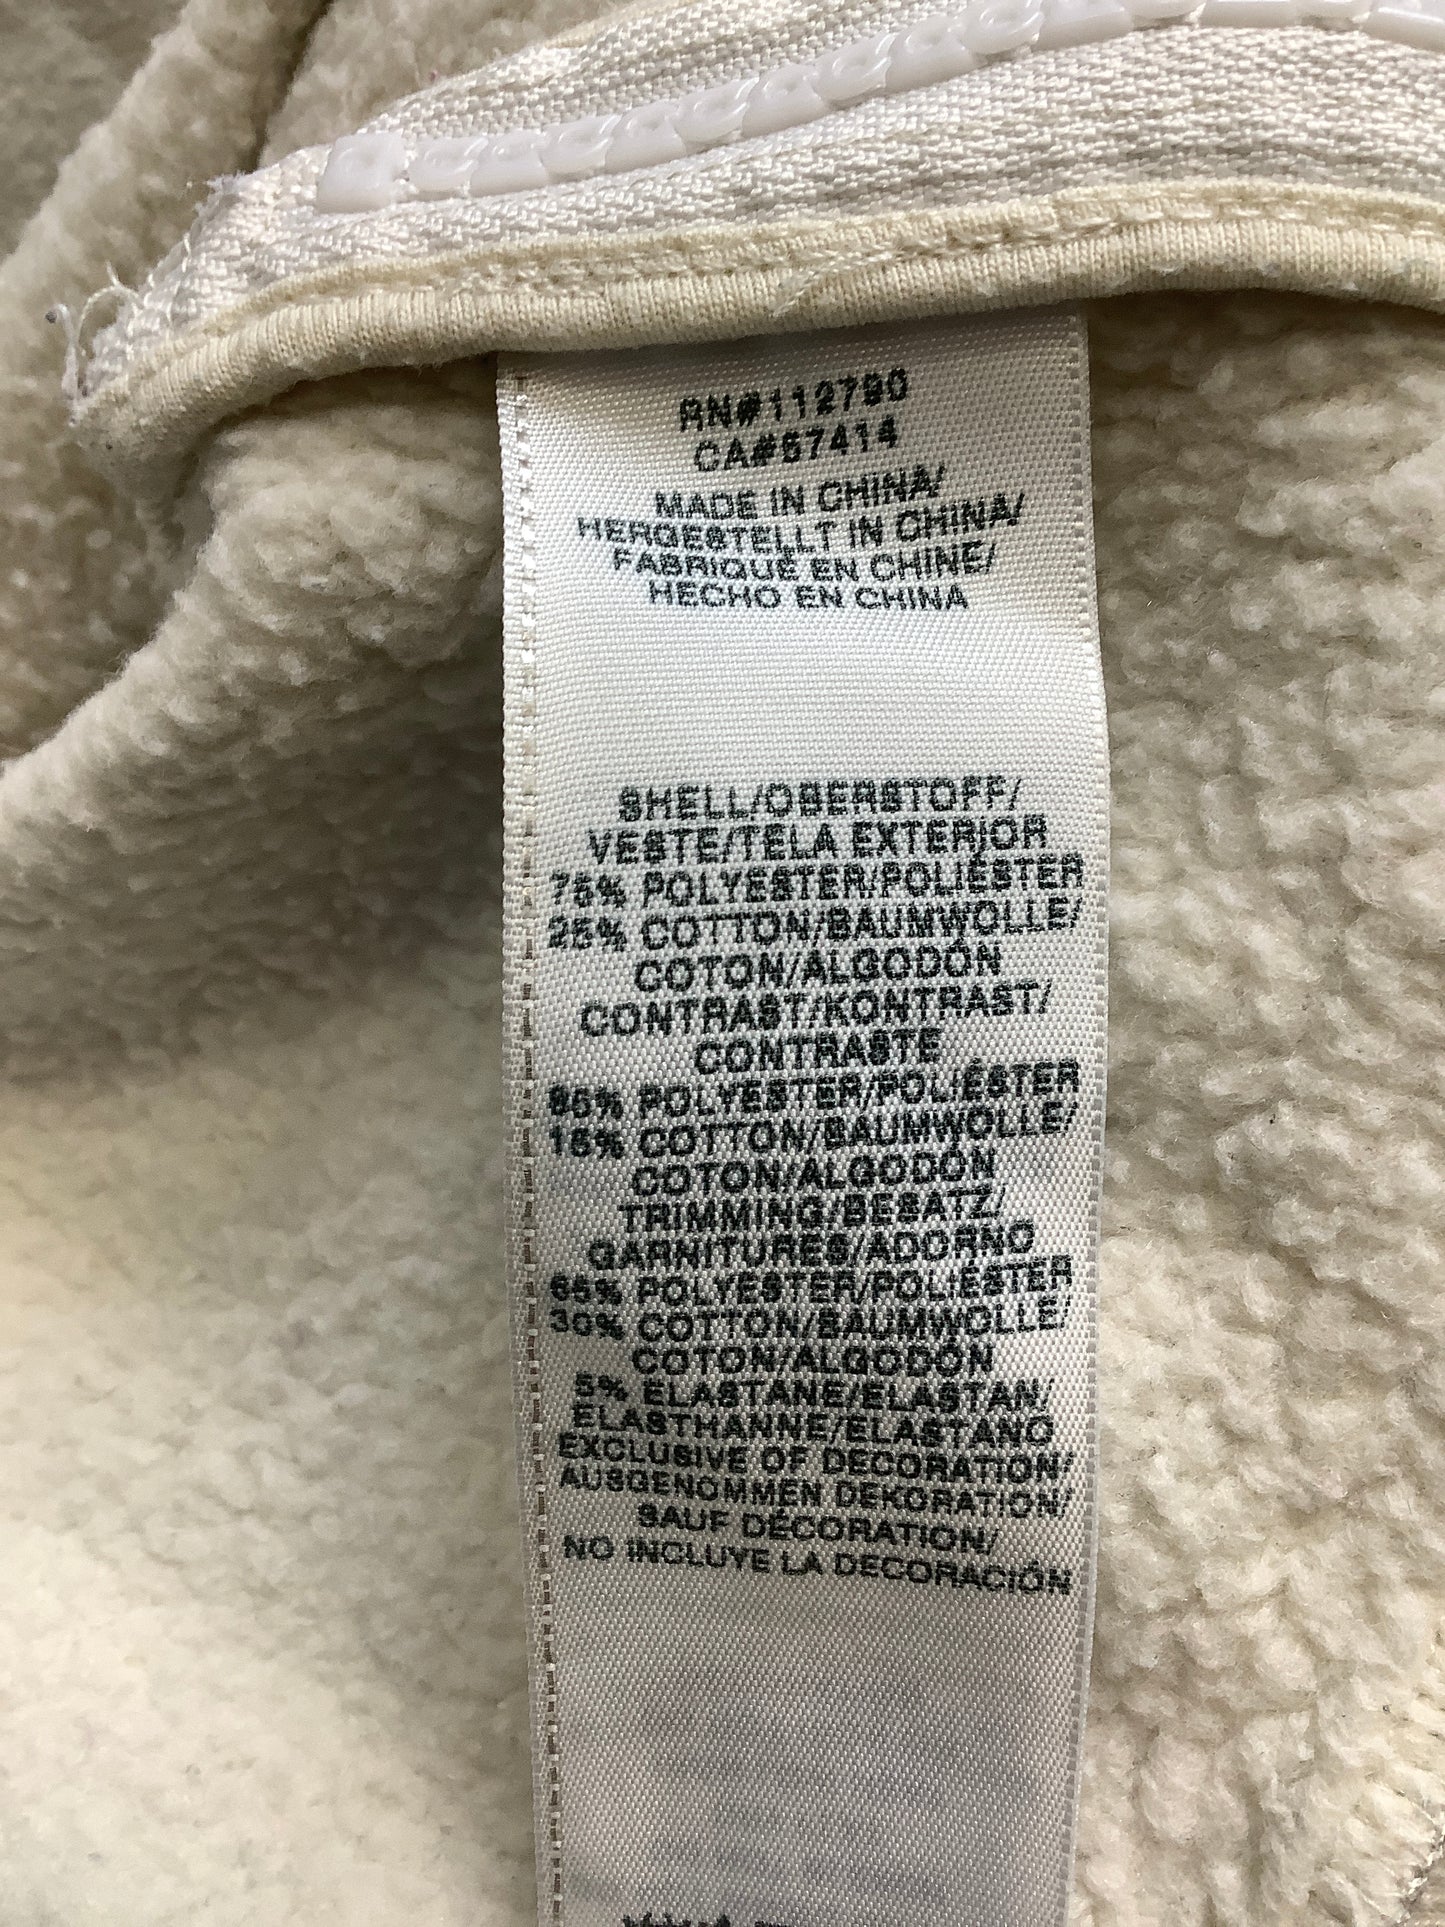 RN#112790
CA#57414
MADE IN CHINA/
HERGESTELLT IN CHINA/
FABRIQUÉ EN CHINE/
HECHO EN CHINA
SHELL/OBERSTOFF/
VESTE/TELA EXTERIOR
75% POLYESTER/POLIÉSTER
25% COTTON/BAUMWOLLE/
COTON/ALGODÓN
CONTRAST/KONTRAST/
CONTRASTE
85% POLYESTER/POLIÉSTER
15% COTTON/BAUMWOLLE/
COTON/ALGODÓN
TRIMMING/BESATZ/
GARNITURES/ADORNO
65% POLYESTER/POLIÉSTER
30% COTTON/BAUMWOLLE/
COTON/ALGODÓN
5% ELASTANE/ELASTAN/
ELASTHANNE/ELASTANO
EXCLUSIVE OF DECORATION/
AUSGENOMMEN DEKORATION/
SAUF DÉCORATION/
NO INCLUYE LA DECORACIÓN